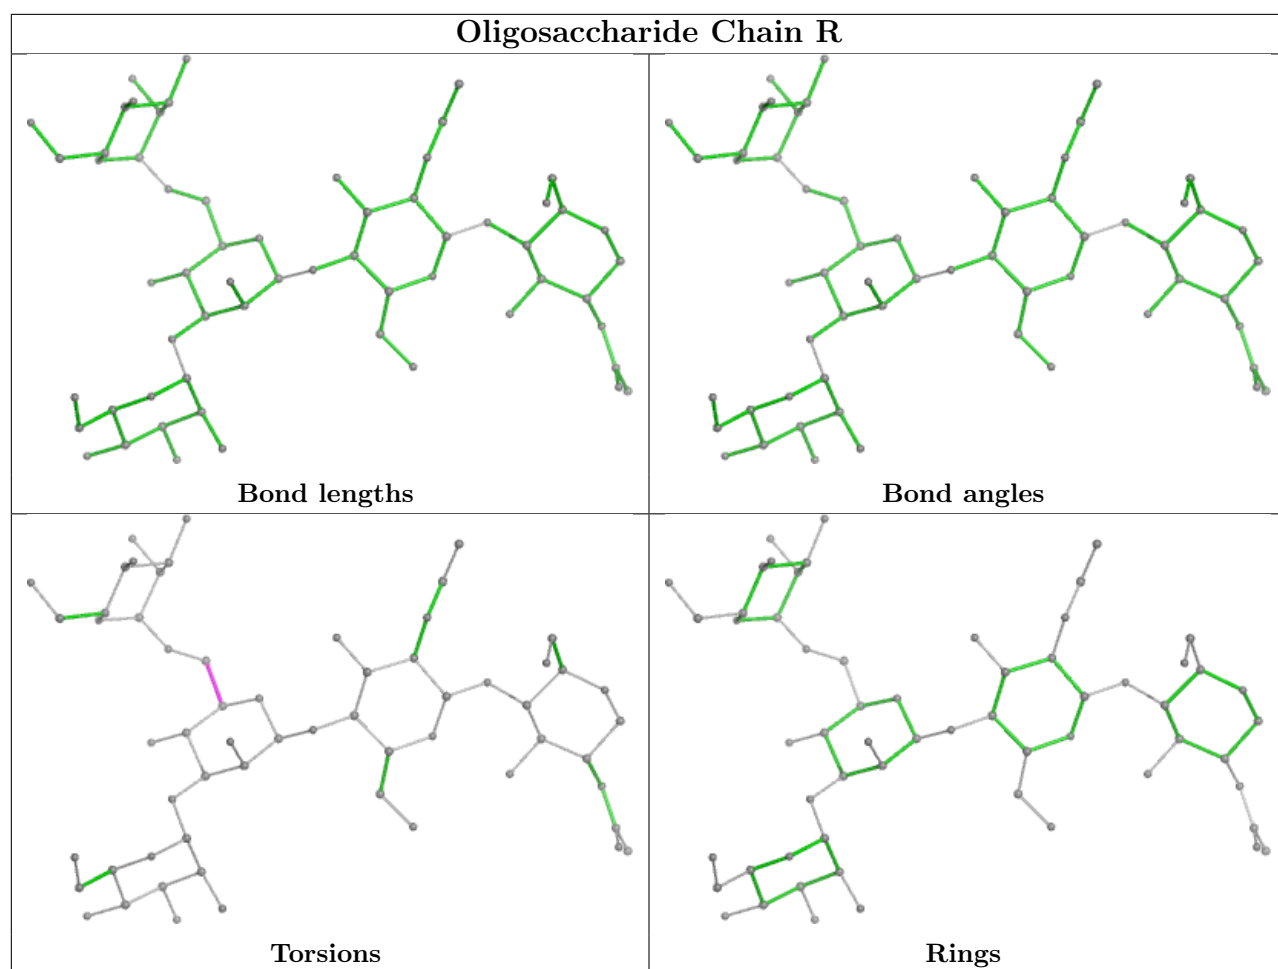 Oligosaccharide Chain R
Bond lengths
Bond angles
Torsions
Rings